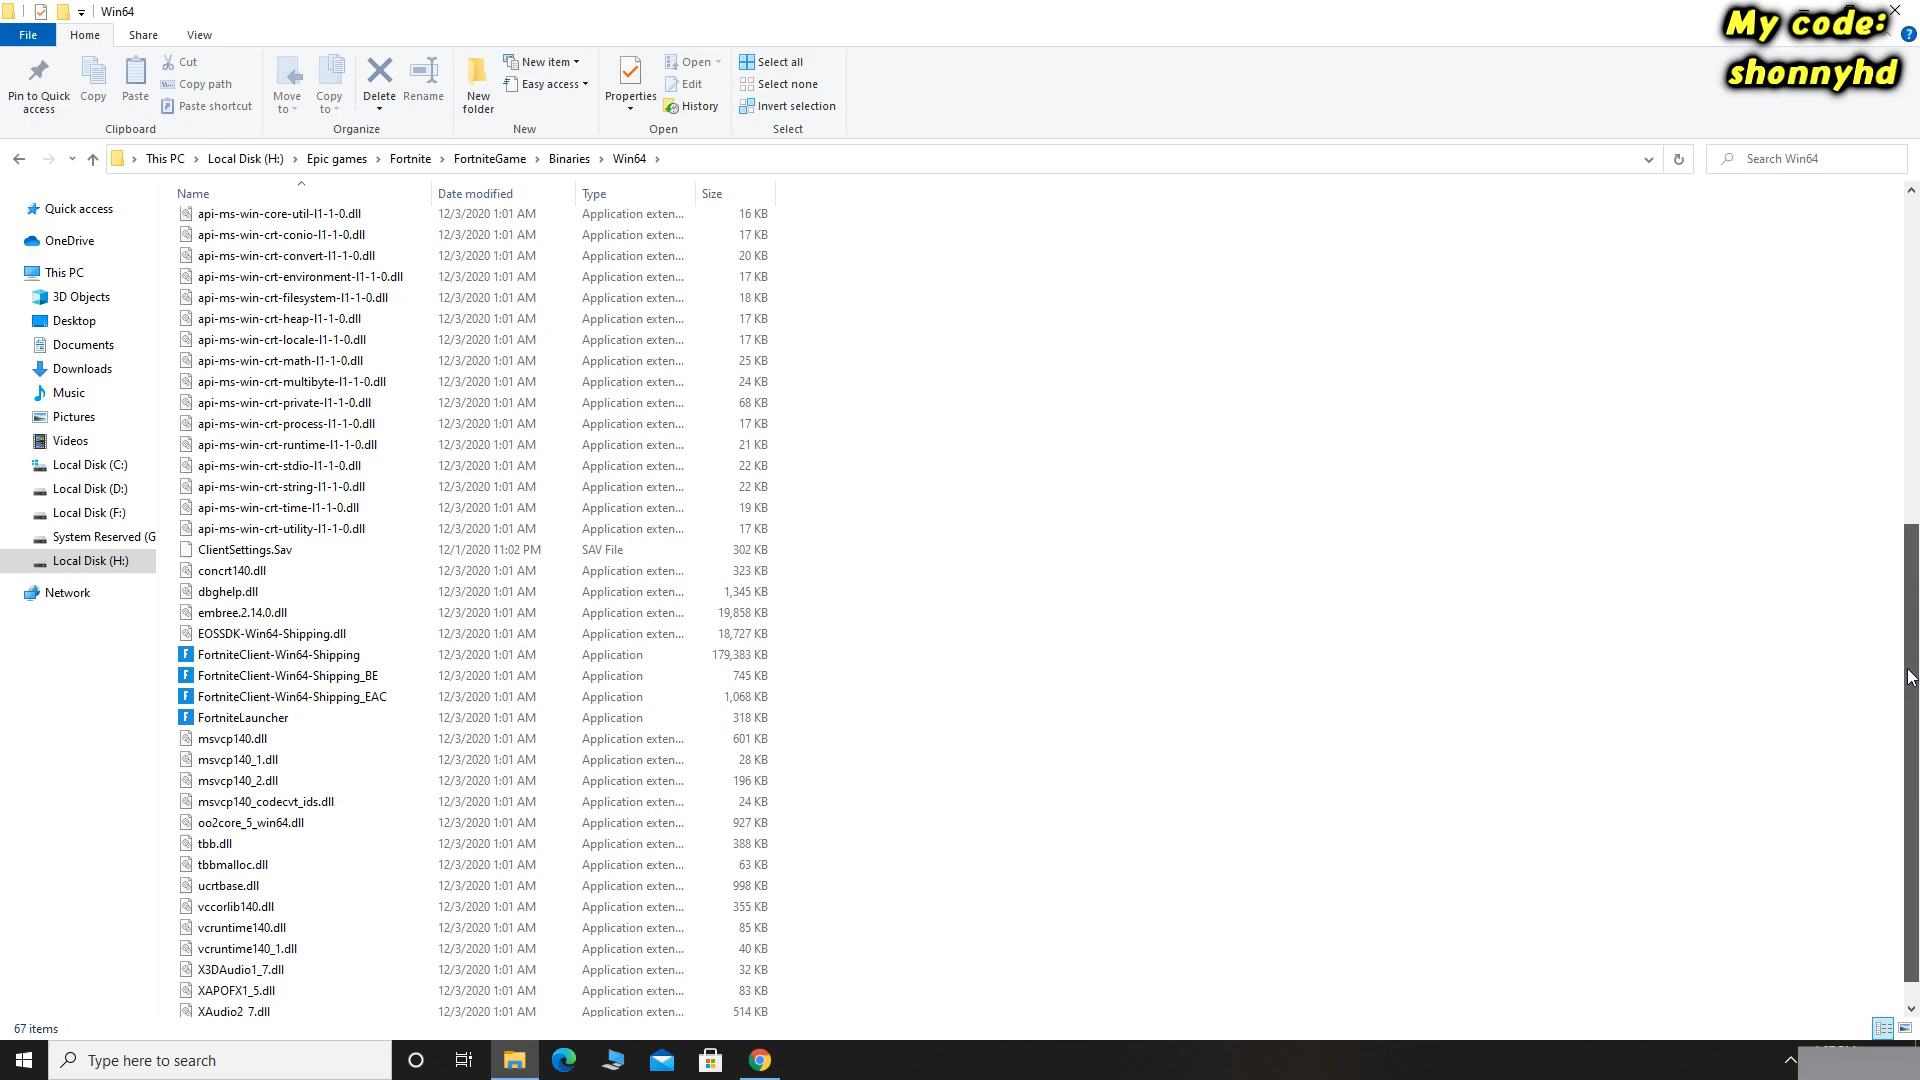 Win64
My code:
shonnyhd
File Home Share View
Pin to Quick access
Copy
Paste
Cut
Copy path
Paste shortcut
Clipboard
Move to
Copy to
Delete
Rename
Organize
New folder
New item
Easy access
New
Properties
Open
Edit
History
Open
Select all
Select none
Invert selection
Select
This PC Local Disk (H:) Epic games Fortnite FortniteGame Binaries Win64
Search Win64
Quick access
OneDrive
This PC
3D Objects
Desktop
Documents
Downloads
Music
Pictures
Videos
Local Disk (C:)
Local Disk (D:)
Local Disk (F:)
System Reserved (G
Local Disk (H:)
Network
Name Date modified Type Size
api-ms-win-core-util-l1-1-0.dll 12/3/2020 1:01 AM Application exten... 16 KB
api-ms-win-crt-conio-l1-1-0.dll 12/3/2020 1:01 AM Application exten... 17 KB
api-ms-win-crt-convert-l1-1-0.dll 12/3/2020 1:01 AM Application exten... 20 KB
api-ms-win-crt-environment-l1-1-0.dll 12/3/2020 1:01 AM Application exten... 17 KB
api-ms-win-crt-filesystem-l1-1-0.dll 12/3/2020 1:01 AM Application exten... 18 KB
api-ms-win-crt-heap-l1-1-0.dll 12/3/2020 1:01 AM Application exten... 17 KB
api-ms-win-crt-locale-l1-1-0.dll 12/3/2020 1:01 AM Application exten... 17 KB
api-ms-win-crt-math-l1-1-0.dll 12/3/2020 1:01 AM Application exten... 25 KB
api-ms-win-crt-multibyte-l1-1-0.dll 12/3/2020 1:01 AM Application exten... 24 KB
api-ms-win-crt-private-l1-1-0.dll 12/3/2020 1:01 AM Application exten... 68 KB
api-ms-win-crt-process-l1-1-0.dll 12/3/2020 1:01 AM Application exten... 17 KB
api-ms-win-crt-runtime-l1-1-0.dll 12/3/2020 1:01 AM Application exten... 21 KB
api-ms-win-crt-stdio-l1-1-0.dll 12/3/2020 1:01 AM Application exten... 22 KB
api-ms-win-crt-string-l1-1-0.dll 12/3/2020 1:01 AM Application exten... 22 KB
api-ms-win-crt-time-l1-1-0.dll 12/3/2020 1:01 AM Application exten... 19 KB
api-ms-win-crt-utility-l1-1-0.dll 12/3/2020 1:01 AM Application exten... 17 KB
ClientSettings.Sav 12/1/2020 11:02 PM SAV File 302 KB
concrt140.dll 12/3/2020 1:01 AM Application exten... 323 KB
dbghelp.dll 12/3/2020 1:01 AM Application exten... 1,345 KB
embree.2.14.0.dll 12/3/2020 1:01 AM Application exten... 19,858 KB
EOSSDK-Win64-Shipping.dll 12/3/2020 1:01 AM Application exten... 18,727 KB
FortniteClient-Win64-Shipping 12/3/2020 1:01 AM Application 179,383 KB
FortniteClient-Win64-Shipping_BE 12/3/2020 1:01 AM Application 745 KB
FortniteClient-Win64-Shipping_EAC 12/3/2020 1:01 AM Application 1,068 KB
FortniteLauncher 12/3/2020 1:01 AM Application 318 KB
msvcp140.dll 12/3/2020 1:01 AM Application exten... 601 KB
msvcp140_1.dll 12/3/2020 1:01 AM Application exten... 28 KB
msvcp140_2.dll 12/3/2020 1:01 AM Application exten... 196 KB
msvcp140_codecvt_ids.dll 12/3/2020 1:01 AM Application exten... 24 KB
oo2core_5_win64.dll 12/3/2020 1:01 AM Application exten... 927 KB
tbb.dll 12/3/2020 1:01 AM Application exten... 388 KB
tbbmalloc.dll 12/3/2020 1:01 AM Application exten... 63 KB
ucrtbase.dll 12/3/2020 1:01 AM Application exten... 998 KB
vccorlib140.dll 12/3/2020 1:01 AM Application exten... 355 KB
vcruntime140.dll 12/3/2020 1:01 AM Application exten... 85 KB
vcruntime140_1.dll 12/3/2020 1:01 AM Application exten... 40 KB
X3DAudio1_7.dll 12/3/2020 1:01 AM Application exten... 32 KB
XAPOFX1_5.dll 12/3/2020 1:01 AM Application exten... 83 KB
XAudio2_7.dll 12/3/2020 1:01 AM Application exten... 514 KB
67 items
Type here to search